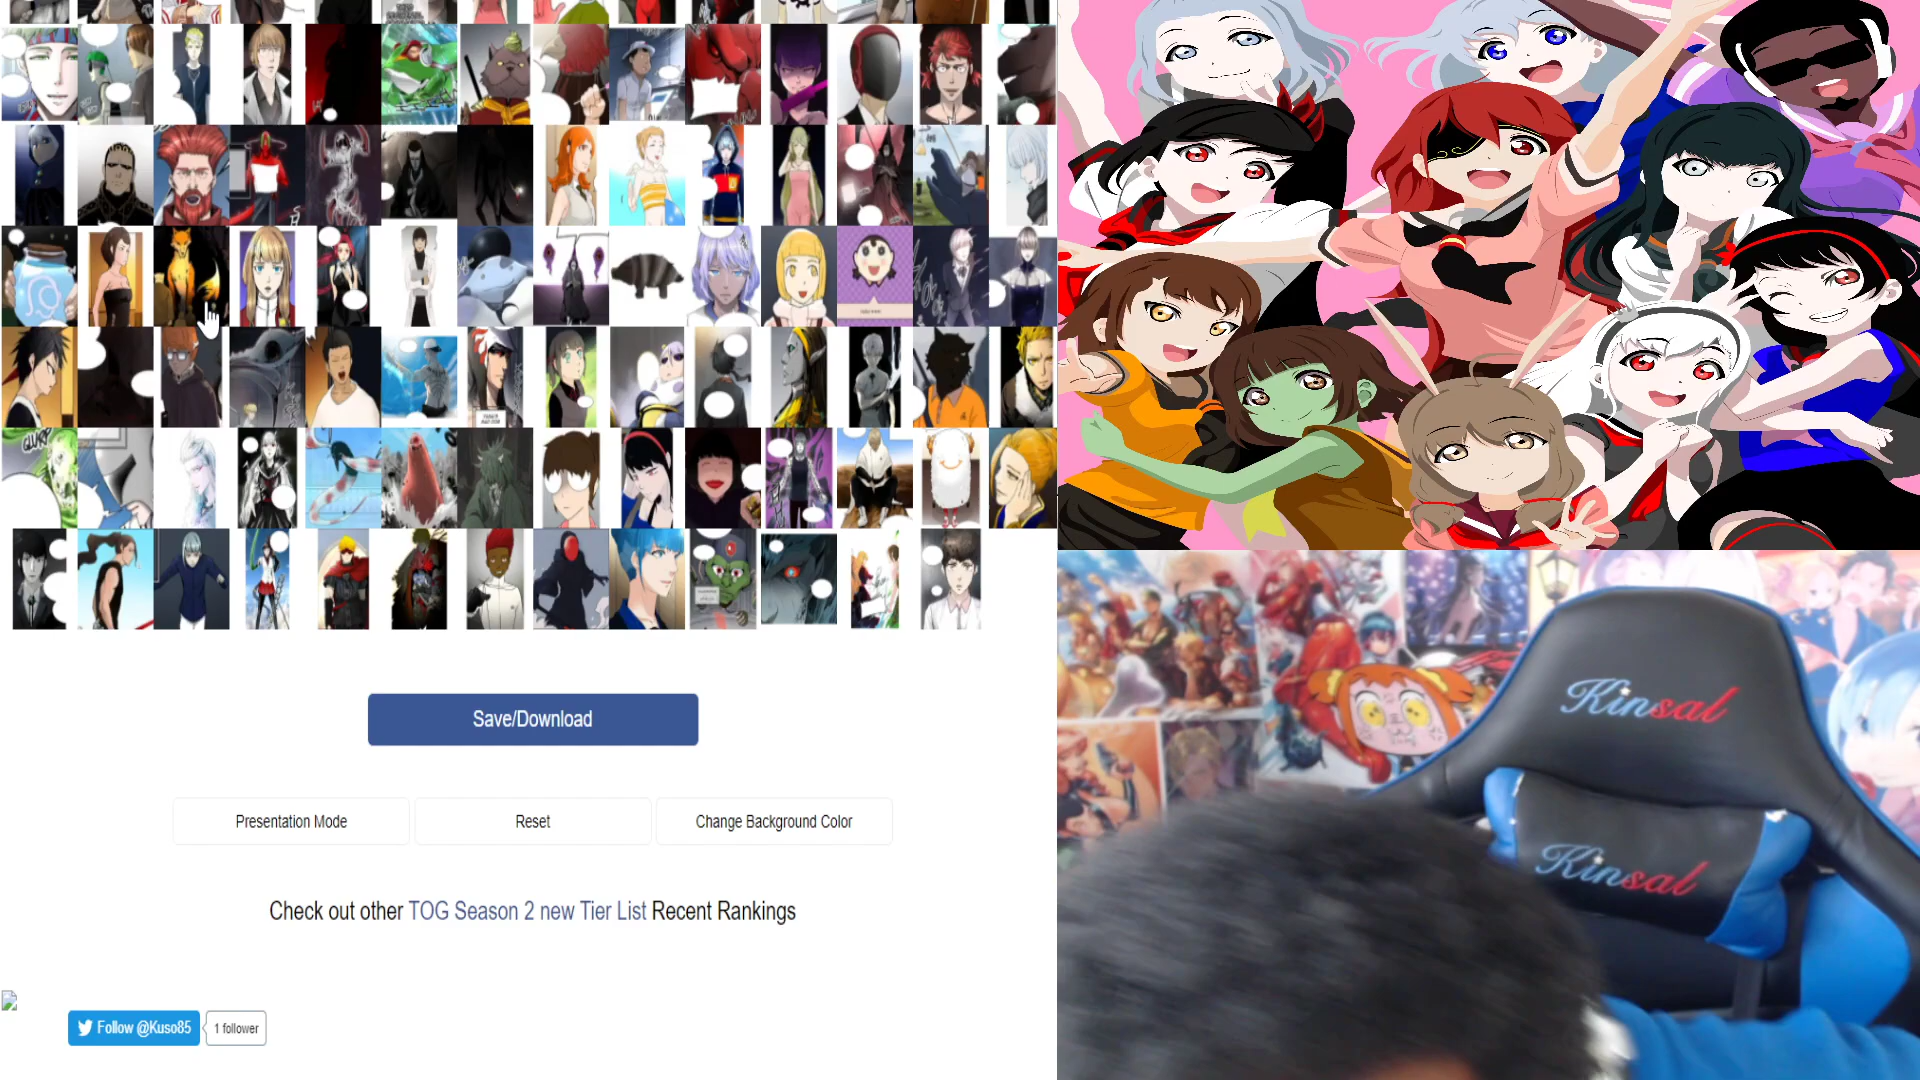 Save/Download
Presentation Mode
Reset
Change Background Color
Check out other TOG Season 2 new Tier List Recent Rankings
Follow @Kuso85
1 follower
Kinsal
Kinsal